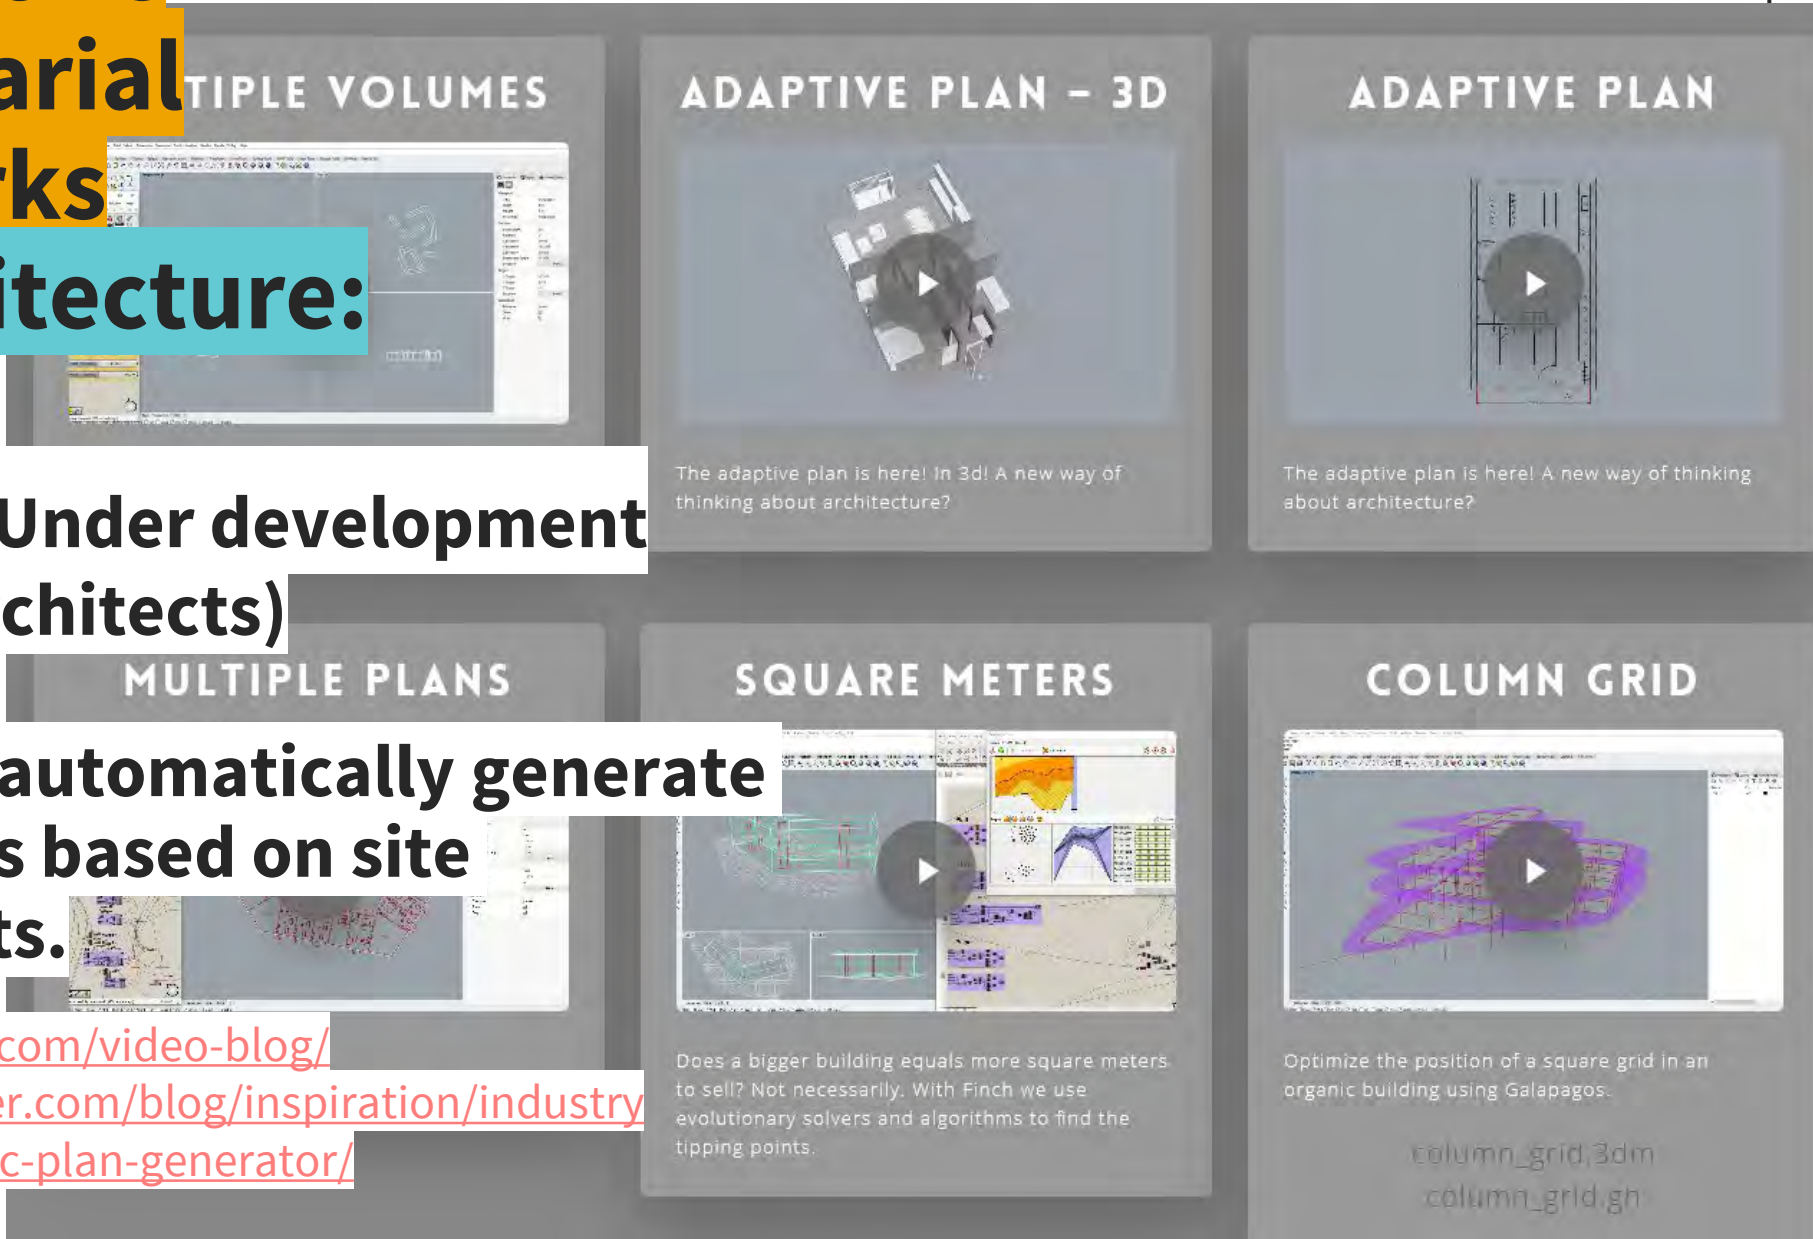 arial
rks
itecture:
Under development
chitects)
automatically generate
s based on site
ts.
com/video-blog/
er.com/blog/inspiration/industry
c-plan-generator/
TIPLE VOLUMES
ADAPTIVE PLAN – 3D
The adaptive plan is here! In 3d! A new way of
thinking about architecture?
ADAPTIVE PLAN
The adaptive plan is here! A new way of thinking
about architecture?
MULTIPLE PLANS
SQUARE METERS
Does a bigger building equals more square meters
to sell? Not necessarily. With Finch we use
evolutionary solvers and algorithms to find the
tipping points.
COLUMN GRID
Optimize the position of a square grid in an
organic building using Galapagos.
column_grid.3dm
column_grid.gh